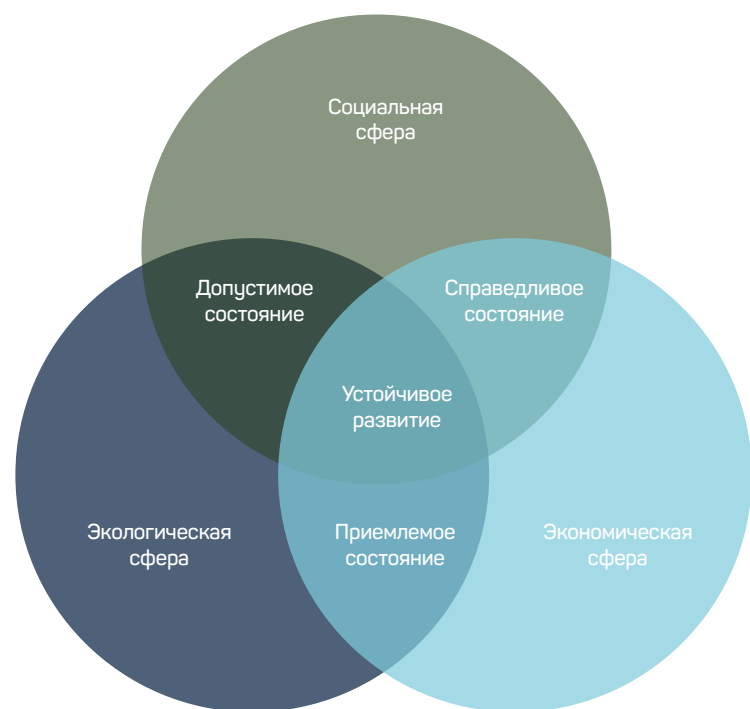 Социальная
сфера
Допустимое
состояние
Справедливое
состояние
Устойчивое
развитие
Экологическая
сфера
Приемлемое
состояние
Экономическая
сфера